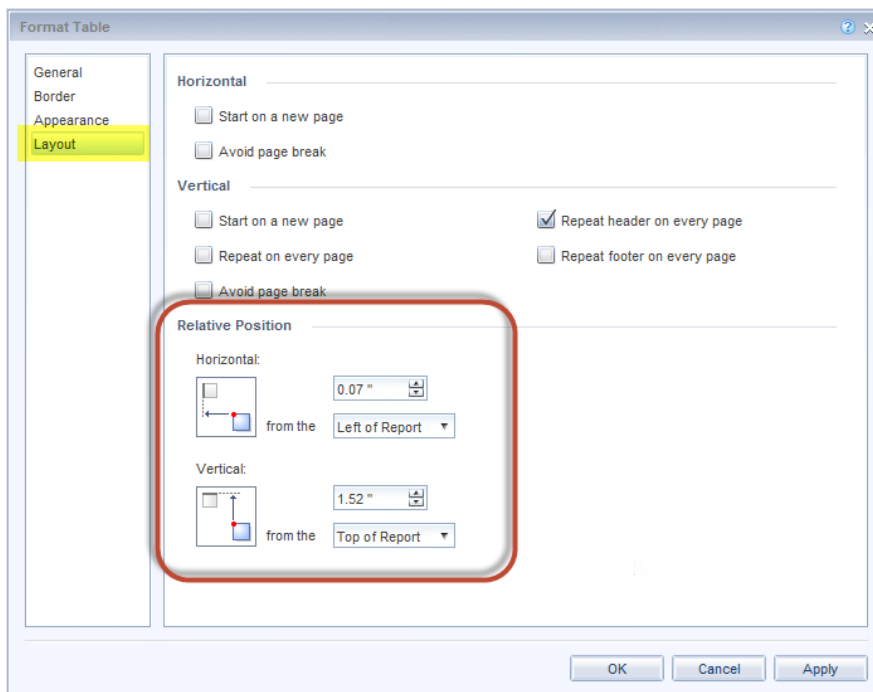 Format Table
General
Border
Appearance
Layout
Horizontal
Start on a new page
Avoid page break
Vertical
Start on a new page
Repeat header on every page
Repeat on every page
Repeat footer on every page
Avoid page break
Relative Position
Horizontal:
0.07 "
from the Left of Report
Vertical:
1.52 "
from the Top of Report
OK Cancel Apply